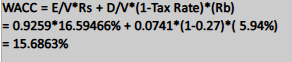 WACC = E/V*Rs + D/V*(1-Tax Rate)*(Rb)
= 0.9259*16.59466% + 0.0741*(1-0.27)*( 5.94%)
= 15.6863%